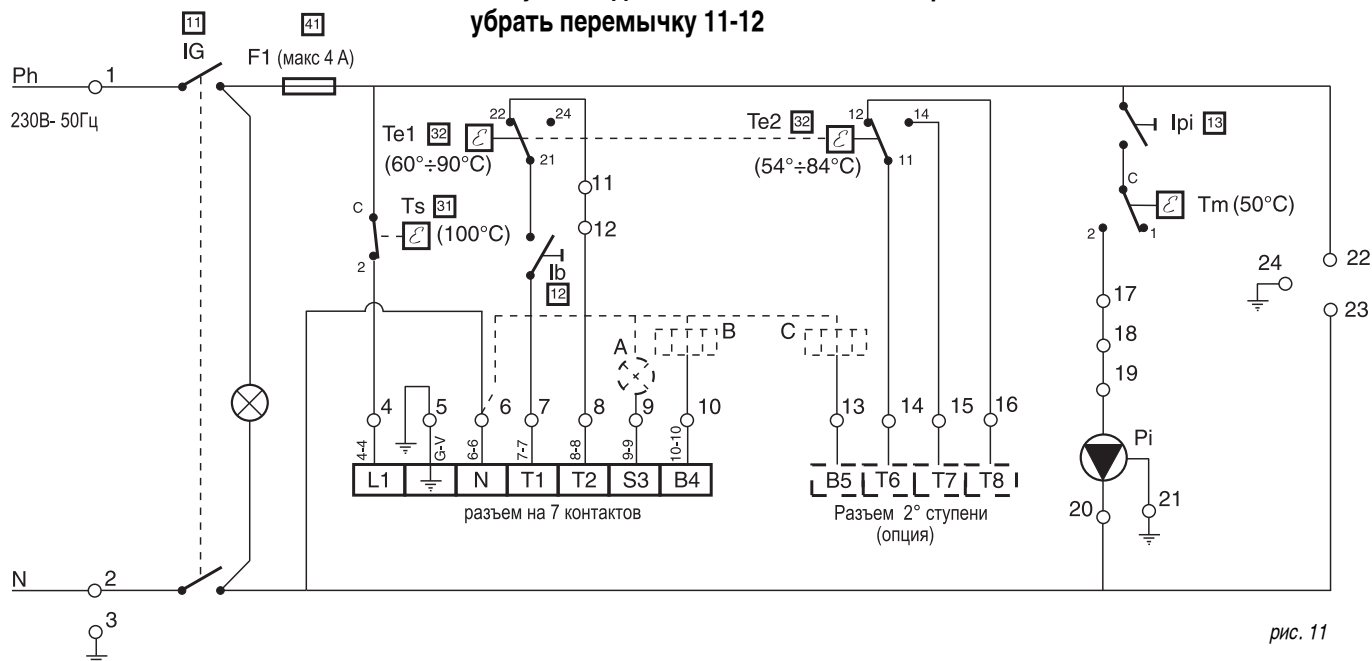 убрать перемычку 11-12
11
41
IG
F1 (макс 4 А)
Ph
1
230В- 50Гц
22
24
Te1 32 ℰ
21
(60°÷90°C)
11
12
12
14
Te2 32 ℰ
11
(54°÷84°C)
Ipi 13
C
ℰ Tm (50°C)
2
1
C
Ts 31
ℰ (100°C)
2
Ib
12
24
22
23
17
18
19
A
B
C
4
5
6
7
8
9
10
13
14
15
16
4-4
G-V
6-6
7-7
8-8
9-9
10-10
L1
N
T1
T2
S3
B4
B5
T6
T7
T8
Pi
20
21
разъем на 7 контактов
Разъем 2° ступени
(опция)
N
2
3
рис. 11